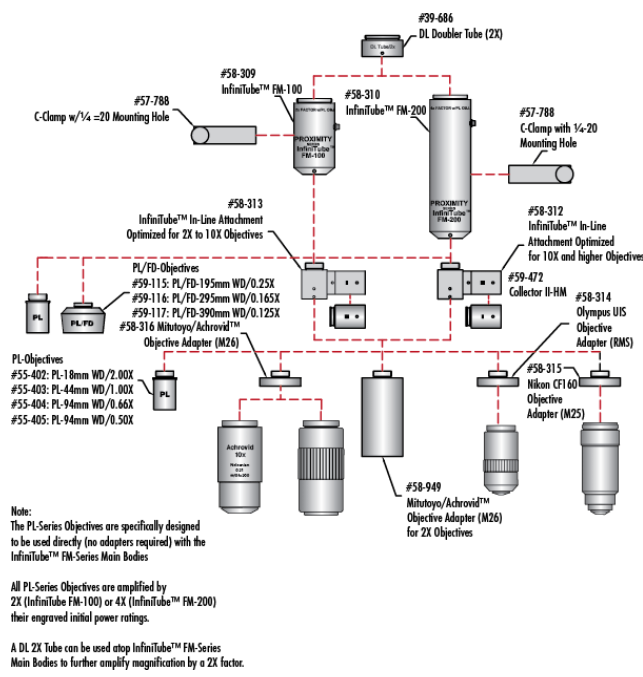 #39-686
DL Doubler Tube (2X)
DL Tube/2x
#58-309
InfiniTube™ FM-100
#58-310
InfiniTube™ FM-200
#57-788
C-Clamp w/¼ =20 Mounting Hole
PROXIMITY
InfiniTube™
FM-100
#57-788
C-Clamp with ¼-20
Mounting Hole
PROXIMITY
InfiniTube™
FM-200
#58-313
InfiniTube™ In-Line Attachment
Optimized for 2X to 10X Objectives
#58-312
InfiniTube™ In-Line
Attachment Optimized
for 10X and higher Objectives
#59-472
Collector II-HM
PL
PL/FD
PL/FD-Objectives
#59-115: PL/FD-195mm WD/0.25X
#59-116: PL/FD-295mm WD/0.165X
#59-117: PL/FD-390mm WD/0.125X
#58-316 Mitutoyo/Achrovid™
Objective Adapter (M26)
#58-314
Olympus UIS
Objective
Adapter (RMS)
#58-315
Nikon CF160
Objective
Adapter (M25)
PL-Objectives
#55-402: PL-18mm WD/2.00X
#55-403: PL-44mm WD/1.00X
#55-404: PL-94mm WD/0.66X
#55-405: PL-94mm WD/0.50X
PL
Achrovid
10x
#58-949
Mitutoyo/Achrovid™
Objective Adapter (M26)
for 2X Objectives
Note:
The PL-Series Objectives are specifically designed
to be used directly (no adapters required) with the
InfiniTube™ FM-Series Main Bodies
All PL-Series Objectives are amplified by
2X (InfiniTube FM-100) or 4X (InfiniTube™ FM-200)
their engraved initial power ratings.
A DL 2X Tube can be used atop InfiniTube™ FM-Series
Main Bodies to further amplify magnification by a 2X factor.